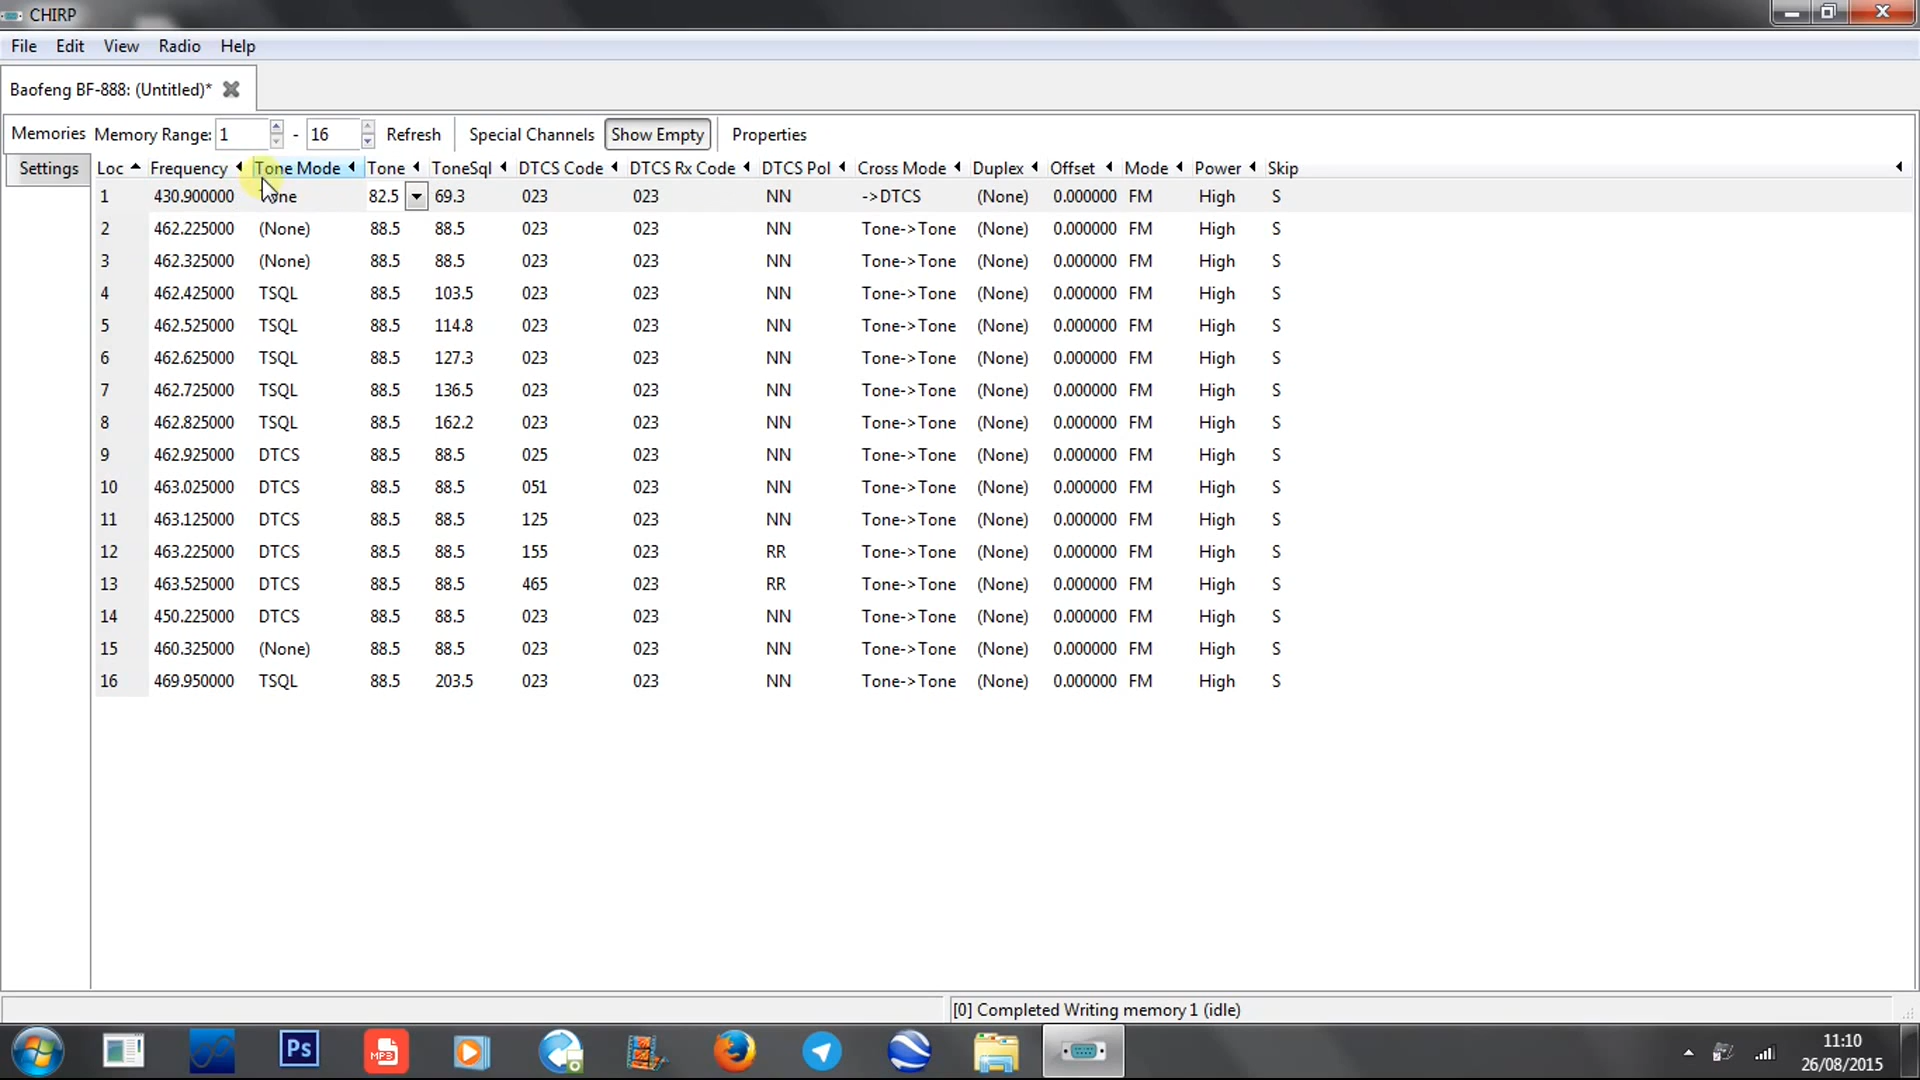 CHIRP
File Edit View Radio Help
Baofeng BF-888: (Untitled)*
Memories Memory Range: 1 - 16 Refresh Special Channels Show Empty Properties
Settings
Loc Frequency Tone Mode Tone ToneSql DTCS Code DTCS Rx Code DTCS Pol Cross Mode Duplex Offset Mode Power Skip
1 430.900000 Tone 82.5 69.3 023 023 NN ->DTCS (None) 0.000000 FM High S
2 462.225000 (None) 88.5 88.5 023 023 NN Tone->Tone (None) 0.000000 FM High S
3 462.325000 (None) 88.5 88.5 023 023 NN Tone->Tone (None) 0.000000 FM High S
4 462.425000 TSQL 88.5 103.5 023 023 NN Tone->Tone (None) 0.000000 FM High S
5 462.525000 TSQL 88.5 114.8 023 023 NN Tone->Tone (None) 0.000000 FM High S
6 462.625000 TSQL 88.5 127.3 023 023 NN Tone->Tone (None) 0.000000 FM High S
7 462.725000 TSQL 88.5 136.5 023 023 NN Tone->Tone (None) 0.000000 FM High S
8 462.825000 TSQL 88.5 162.2 023 023 NN Tone->Tone (None) 0.000000 FM High S
9 462.925000 DTCS 88.5 88.5 025 023 NN Tone->Tone (None) 0.000000 FM High S
10 463.025000 DTCS 88.5 88.5 051 023 NN Tone->Tone (None) 0.000000 FM High S
11 463.125000 DTCS 88.5 88.5 125 023 NN Tone->Tone (None) 0.000000 FM High S
12 463.225000 DTCS 88.5 88.5 155 023 RR Tone->Tone (None) 0.000000 FM High S
13 463.525000 DTCS 88.5 88.5 465 023 RR Tone->Tone (None) 0.000000 FM High S
14 450.225000 DTCS 88.5 88.5 023 023 NN Tone->Tone (None) 0.000000 FM High S
15 460.325000 (None) 88.5 88.5 023 023 NN Tone->Tone (None) 0.000000 FM High S
16 469.950000 TSQL 88.5 203.5 023 023 NN Tone->Tone (None) 0.000000 FM High S
[0] Completed Writing memory 1 (idle)
Ps
MP3
11:10
26/08/2015